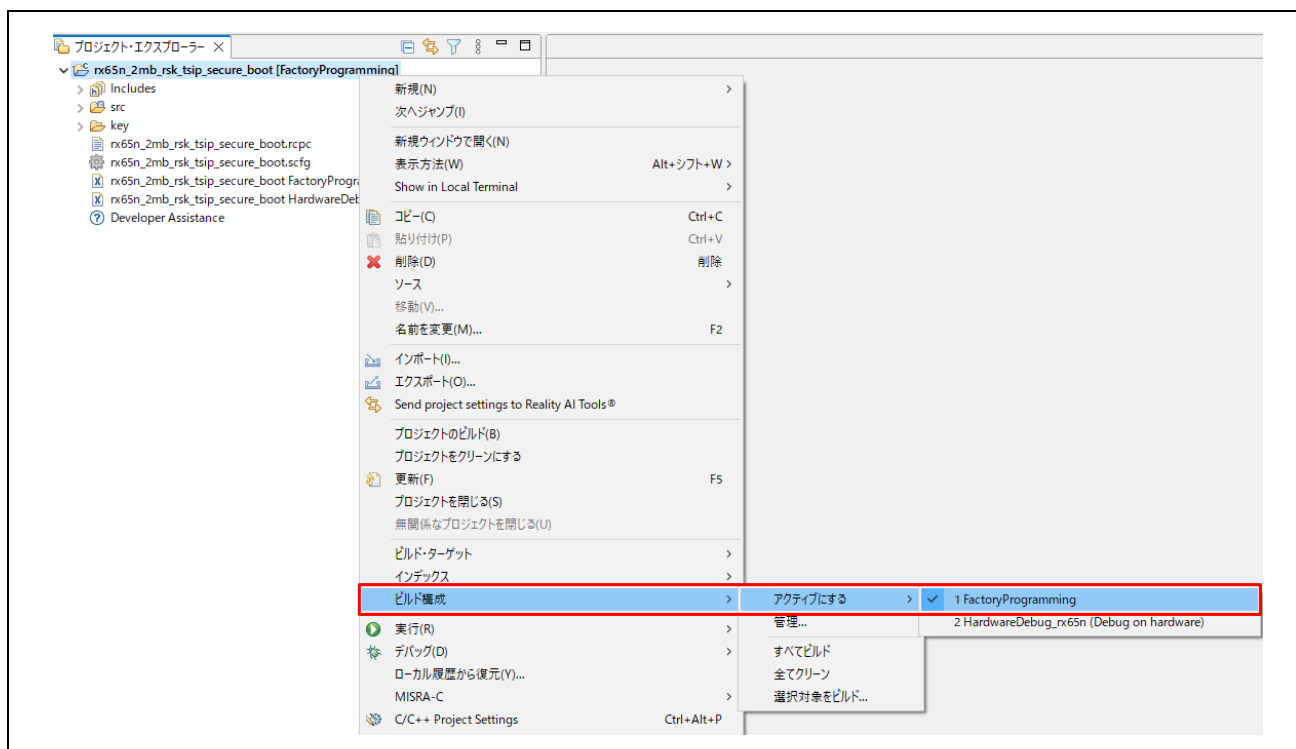 プロジェクト・エクスプローラー
rx65n_2mb_rsk_tsip_secure_boot [FactoryProgramming]
Includes
src
key
rx65n_2mb_rsk_tsip_secure_boot.rcpc
rx65n_2mb_rsk_tsip_secure_boot.scfg
rx65n_2mb_rsk_tsip_secure_boot FactoryProgra
rx65n_2mb_rsk_tsip_secure_boot HardwareDeb
Developer Assistance
新規(N)
次へジャンプ(I)
新規ウィンドウで開く(N)
表示方法(W) Alt+シフト+W
Show in Local Terminal
コピー(C) Ctrl+C
貼り付け(P) Ctrl+V
削除(D) 削除
ソース
移動(V)...
名前を変更(M)... F2
インポート(I)...
エクスポート(O)...
Send project settings to Reality AI Tools®
プロジェクトのビルド(B)
プロジェクトをクリーンにする
更新(F) F5
プロジェクトを閉じる(S)
無関係なプロジェクトを閉じる(U)
ビルド・ターゲット
インデックス
ビルド構成
実行(R)
デバッグ(D)
ローカル履歴から復元(Y)...
MISRA-C
C/C++ Project Settings Ctrl+Alt+P
アクティブにする
管理...
すべてビルド
全てクリーン
選択対象をビルド...
1 FactoryProgramming
2 HardwareDebug_rx65n (Debug on hardware)